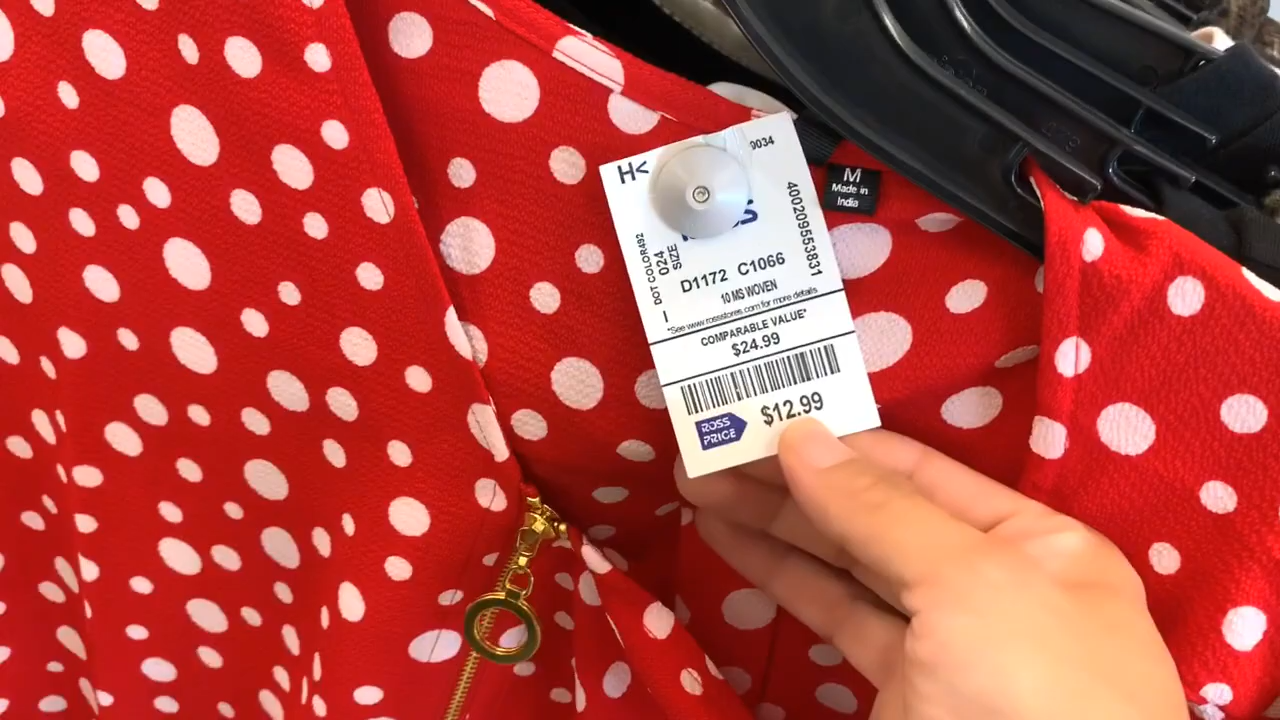 H<
9034
400209553831
DOT COLOR492
024
SIZE
D1172 C1066
10 MS WOVEN
*See www.rossstores.com for more details
COMPARABLE VALUE*
$24.99
ROSS
PRICE
$12.99
M
Made in
India